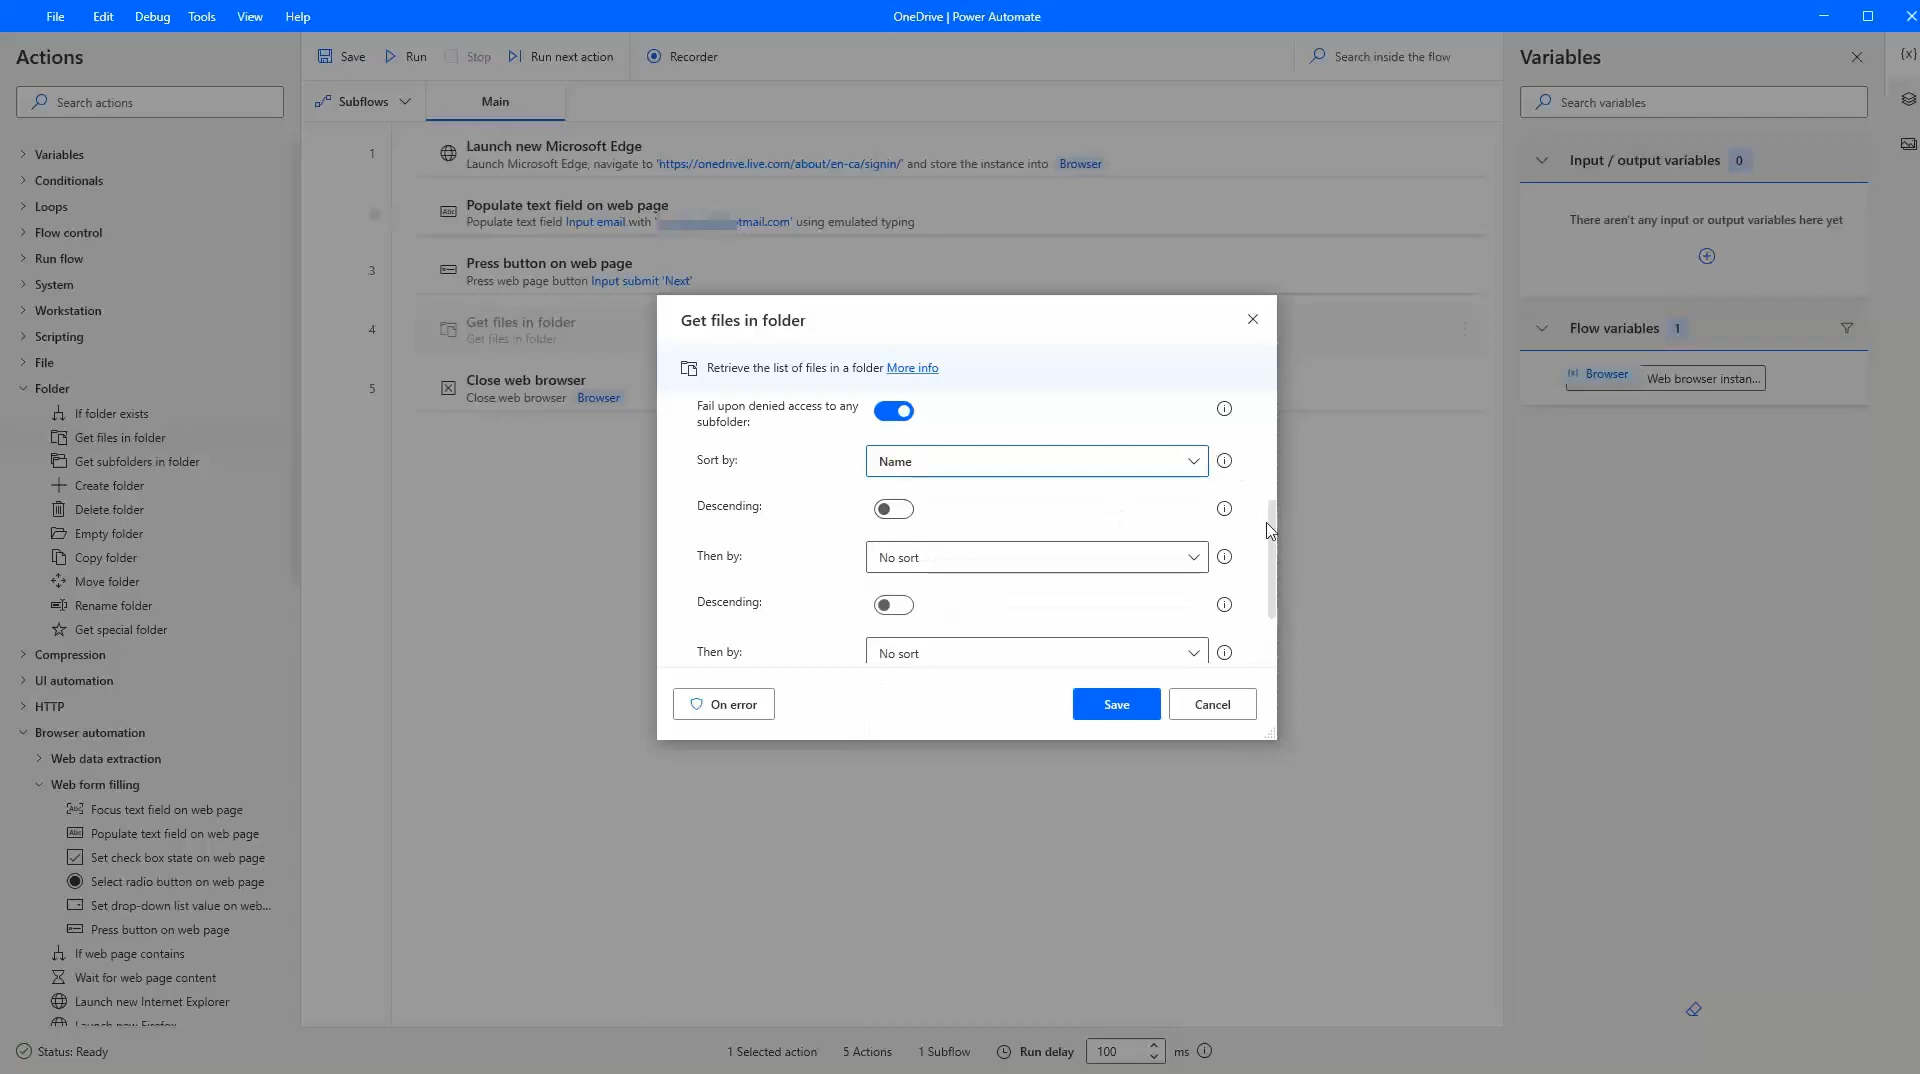 File Edit Debug Tools View Help
OneDrive | Power Automate
Actions
Search actions
Variables
Conditionals
Loops
Flow control
Run flow
System
Workstation
Scripting
File
Folder
If folder exists
Get files in folder
Get subfolders in folder
Create folder
Delete folder
Empty folder
Copy folder
Move folder
Rename folder
Get special folder
Compression
UI automation
HTTP
Browser automation
Web data extraction
Web form filling
Focus text field on web page
Populate text field on web page
Set check box state on web page
Select radio button on web page
Set drop-down list value on web...
Press button on web page
If web page contains
Wait for web page content
Launch new Internet Explorer
Launch new Firefox
Save Run Stop Run next action Recorder
Search inside the flow
Subflows Main
1 Launch new Microsoft Edge
Launch Microsoft Edge, navigate to 'https://onedrive.live.com/about/en-ca/signin/' and store the instance into Browser
Populate text field on web page
Populate text field Input email with ' tmail.com' using emulated typing
3 Press button on web page
Press web page button Input submit 'Next'
4 Get files in folder
Get files in folder
5 Close web browser
Close web browser Browser
Get files in folder
Retrieve the list of files in a folder More info
Fail upon denied access to any
subfolder:
Sort by: Name
Descending:
Then by: No sort
Descending:
Then by: No sort
On error Save Cancel
Variables
{x}
Search variables
Input / output variables 0
There aren't any input or output variables here yet
Flow variables 1
(x) Browser Web browser instan...
Status: Ready
1 Selected action 5 Actions 1 Subflow Run delay 100 ms